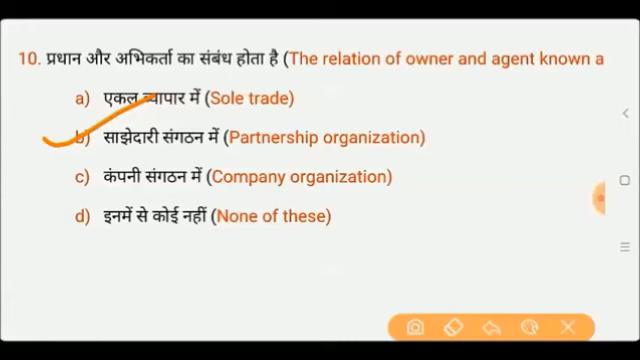 10. प्रधान और अभिकर्ता का संबंध होता है (The relation of owner and agent known a
a) एकल व्यापार में (Sole trade)
b) साझेदारी संगठन में (Partnership organization)
c) कंपनी संगठन में (Company organization)
d) इनमें से कोई नहीं (None of these)